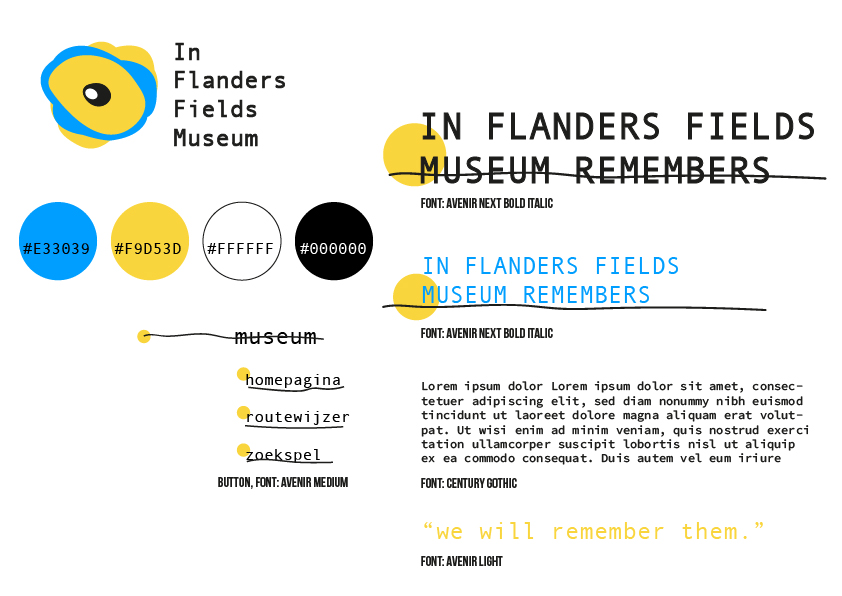 In
Flanders
Fields
Museum
#E33039
#F9D53D
#FFFFFF
#000000
museum
homepagina
routewijzer
zoekspel
BUTTON, FONT: AVENIR MEDIUM
IN FLANDERS FIELDS
MUSEUM REMEMBERS
FONT: AVENIR NEXT BOLD ITALIC
IN FLANDERS FIELDS
MUSEUM REMEMBERS
FONT: AVENIR NEXT BOLD ITALIC
Lorem ipsum dolor Lorem ipsum dolor sit amet, consec-
tetuer adipiscing elit, sed diam nonummy nibh euismod
tincidunt ut laoreet dolore magna aliquam erat volut-
pat. Ut wisi enim ad minim veniam, quis nostrud exerci
tation ullamcorper suscipit lobortis nisl ut aliquip
ex ea commodo consequat. Duis autem vel eum iriure
FONT: CENTURY GOTHIC
“we will remember them.”
FONT: AVENIR LIGHT